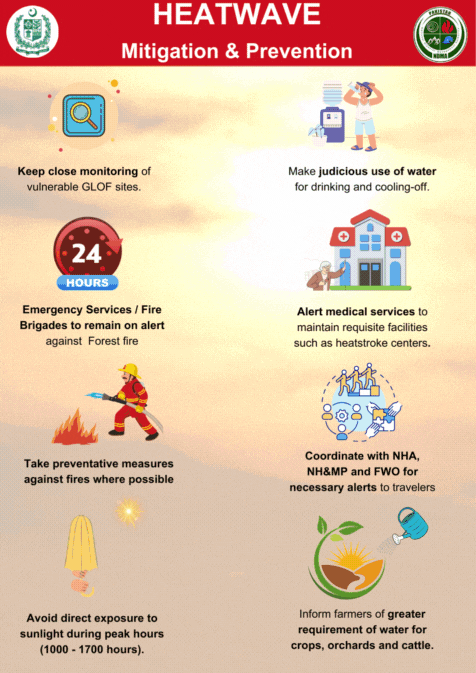 HEATWAVE
Mitigation & Prevention
PAKISTAN
NDMA
Keep close monitoring of
vulnerable GLOF sites.
Make judicious use of water
for drinking and cooling-off.
24
HOURS
Emergency Services / Fire
Brigades to remain on alert
against Forest fire
Alert medical services to
maintain requisite facilities
such as heatstroke centers.
Take preventative measures
against fires where possible
Coordinate with NHA,
NH&MP and FWO for
necessary alerts to travelers
Avoid direct exposure to
sunlight during peak hours
(1000 - 1700 hours).
Inform farmers of greater
requirement of water for
crops, orchards and cattle.